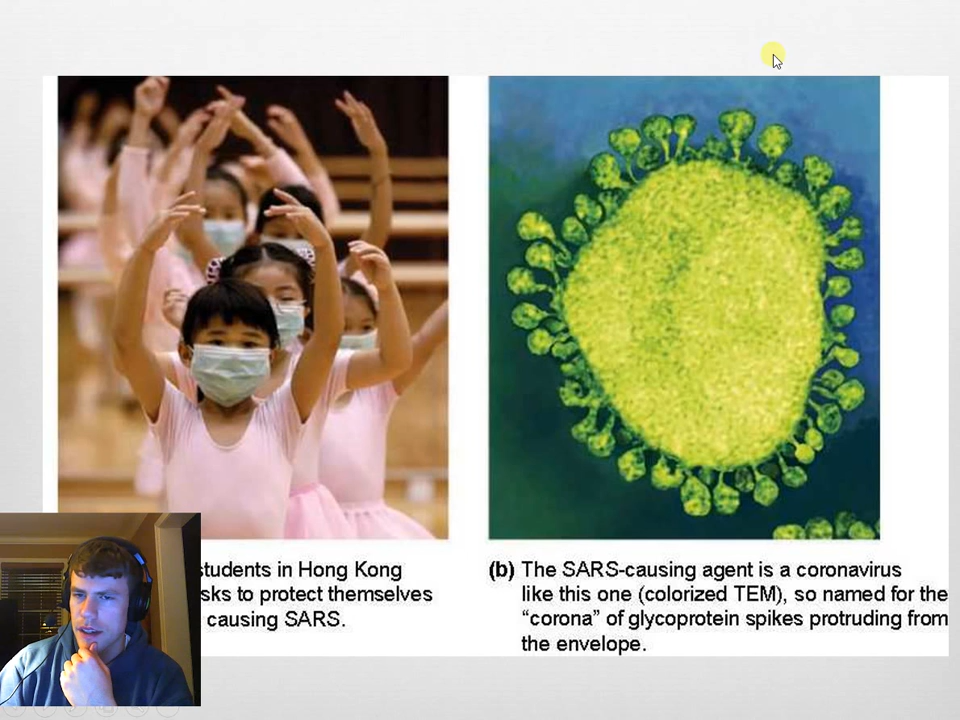 students in Hong Kong
sks to protect themselves
causing SARS.
(b) The SARS-causing agent is a coronavirus
like this one (colorized TEM), so named for the
“corona” of glycoprotein spikes protruding from
the envelope.